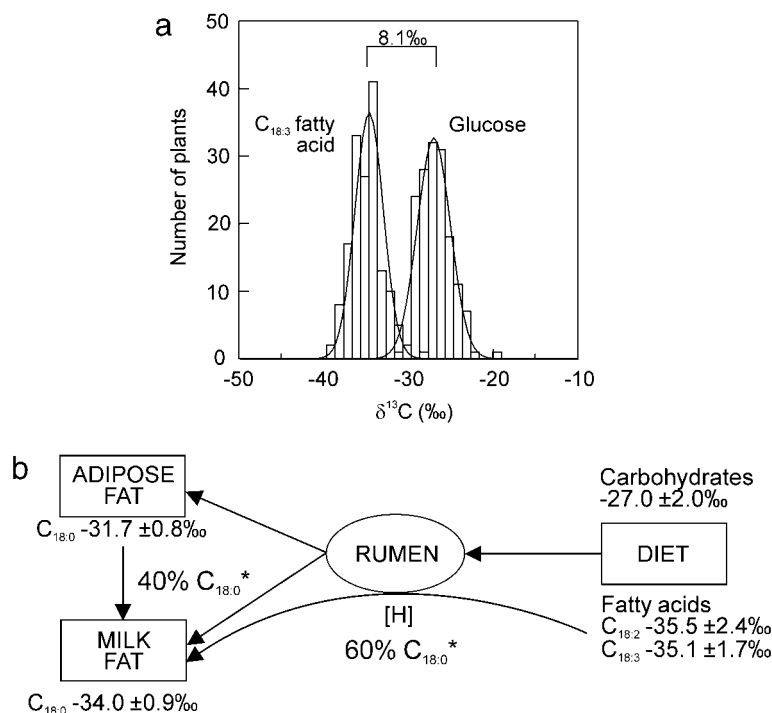 a
8.1‰
50
40
30
20
10
0
Number of plants
C18:3 fatty
acid
Glucose
-50
-40
-30
-20
-10
δ13C (‰)
b
ADIPOSE
FAT
C18:0 -31.7 ±0.8‰
40% C18:0*
MILK
FAT
C18:0 -34.0 ±0.9‰
RUMEN
[H]
60% C18:0*
Carbohydrates
-27.0 ±2.0‰
DIET
Fatty acids
C18:2 -35.5 ±2.4‰
C18:3 -35.1 ±1.7‰